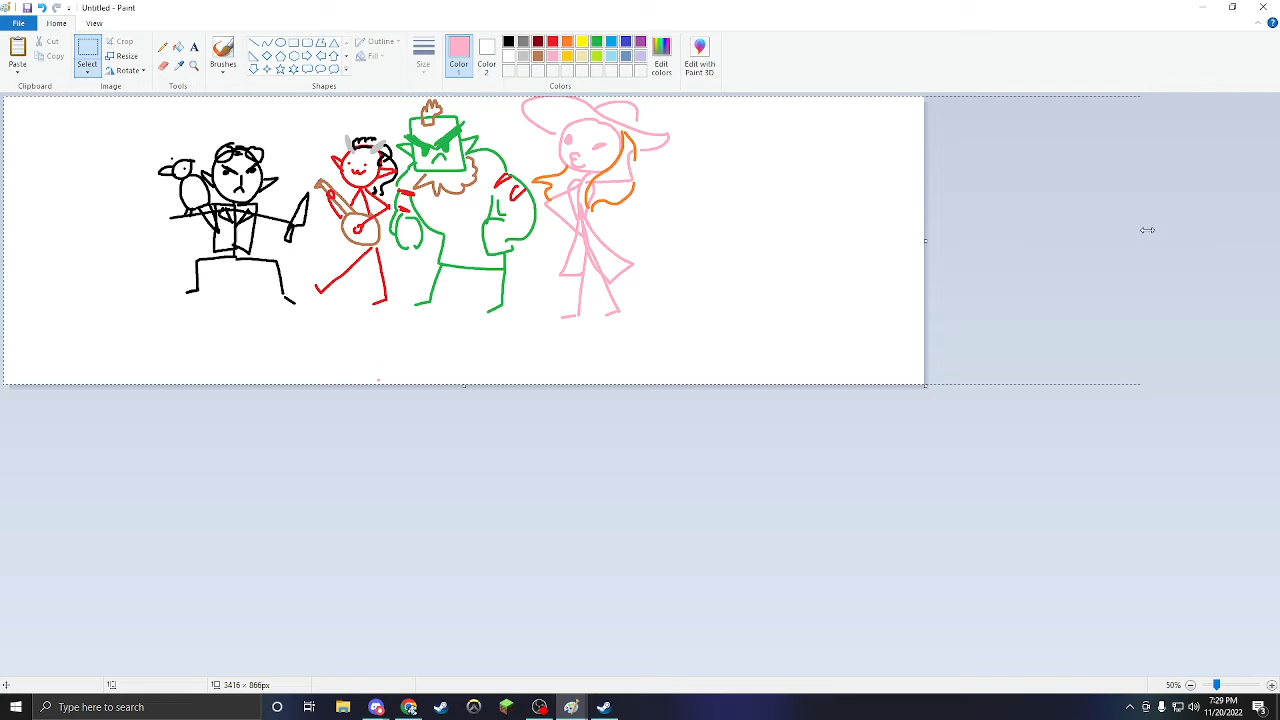 Untitled - Paint
File Home View
Paste Cut Copy Select Crop Resize Rotate Brushes Outline Fill Size Color 1 Color 2 Edit colors Edit with Paint 3D
Clipboard Image Tools Shapes Colors
3416 × 866px 50%
Type here to search 7:29 PM
11/20/2022